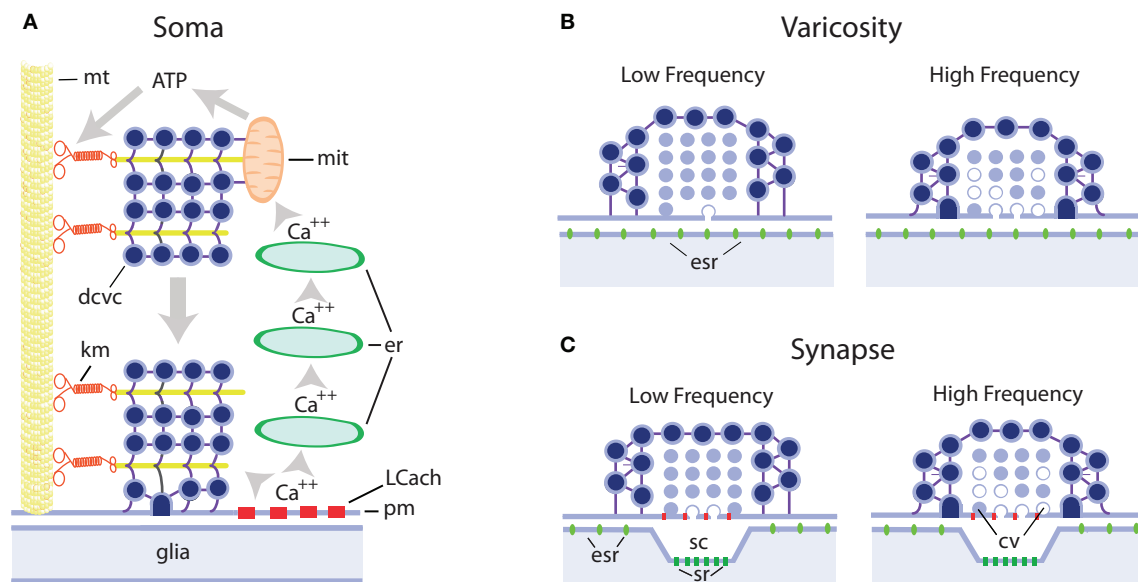 A
Soma
mt
ATP
mit
Ca++
dcvc
Ca++
er
km
Ca++
LCach
Ca++
pm
glia
B
Varicosity
Low Frequency
High Frequency
esr
C
Synapse
Low Frequency
High Frequency
esr
sc
sr
cv